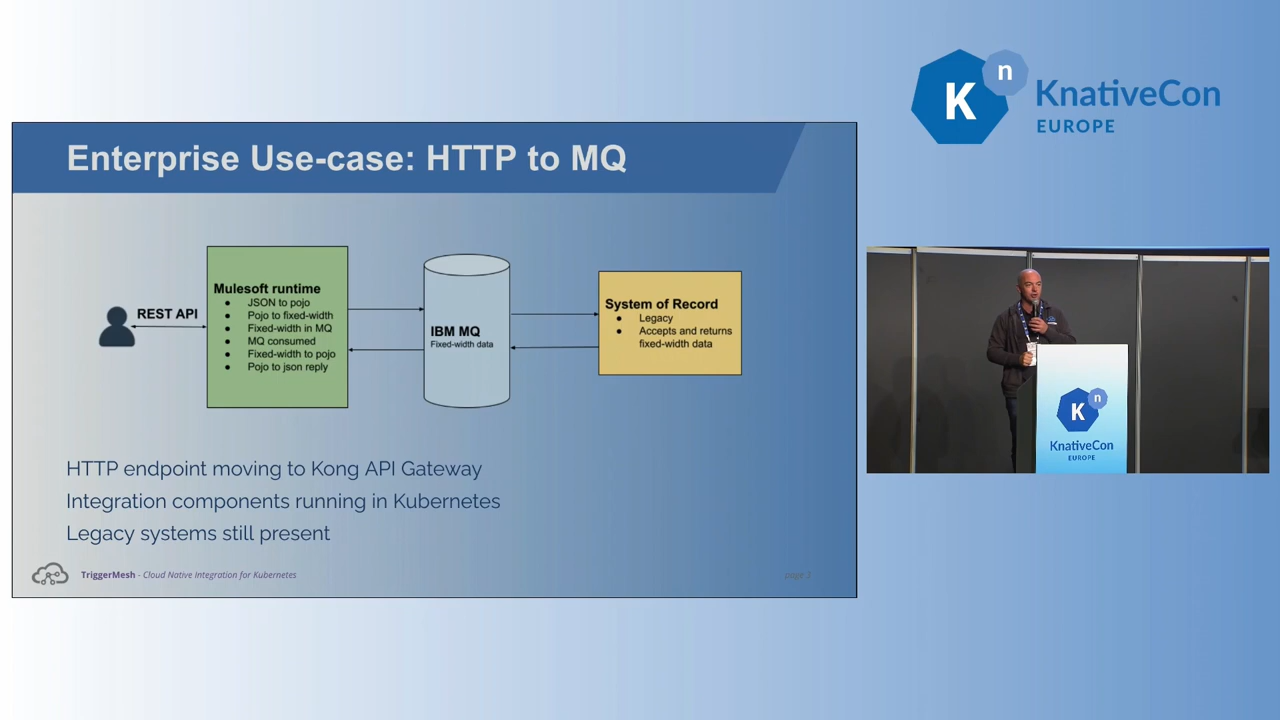 Kn
KnativeCon
EUROPE
Enterprise Use-case: HTTP to MQ
REST API
Mulesoft runtime
● JSON to pojo
● Pojo to fixed-width
● Fixed-width in MQ
● MQ consumed
● Fixed-width to pojo
● Pojo to json reply
IBM MQ
Fixed-width data
System of Record
● Legacy
● Accepts and returns
fixed-width data
HTTP endpoint moving to Kong API Gateway
Integration components running in Kubernetes
Legacy systems still present
TriggerMesh - Cloud Native Integration for Kubernetes
Kn
KnativeCon
EUROPE